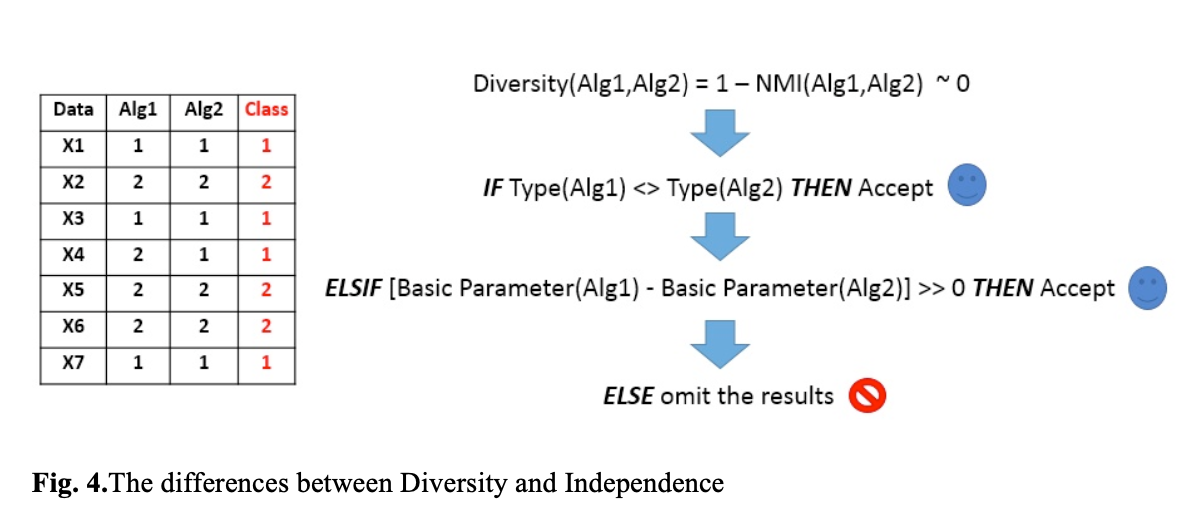 Diversity(Alg1,Alg2) = 1 – NMI(Alg1,Alg2) ~ 0
Data Alg1 Alg2 Class
X1 1 1 1
X2 2 2 2
X3 1 1 1
X4 2 1 1
X5 2 2 2
X6 2 2 2
X7 1 1 1
IF Type(Alg1) <> Type(Alg2) THEN Accept
ELSIF [Basic Parameter(Alg1) - Basic Parameter(Alg2)] >> 0 THEN Accept
ELSE omit the results
Fig. 4.The differences between Diversity and Independence